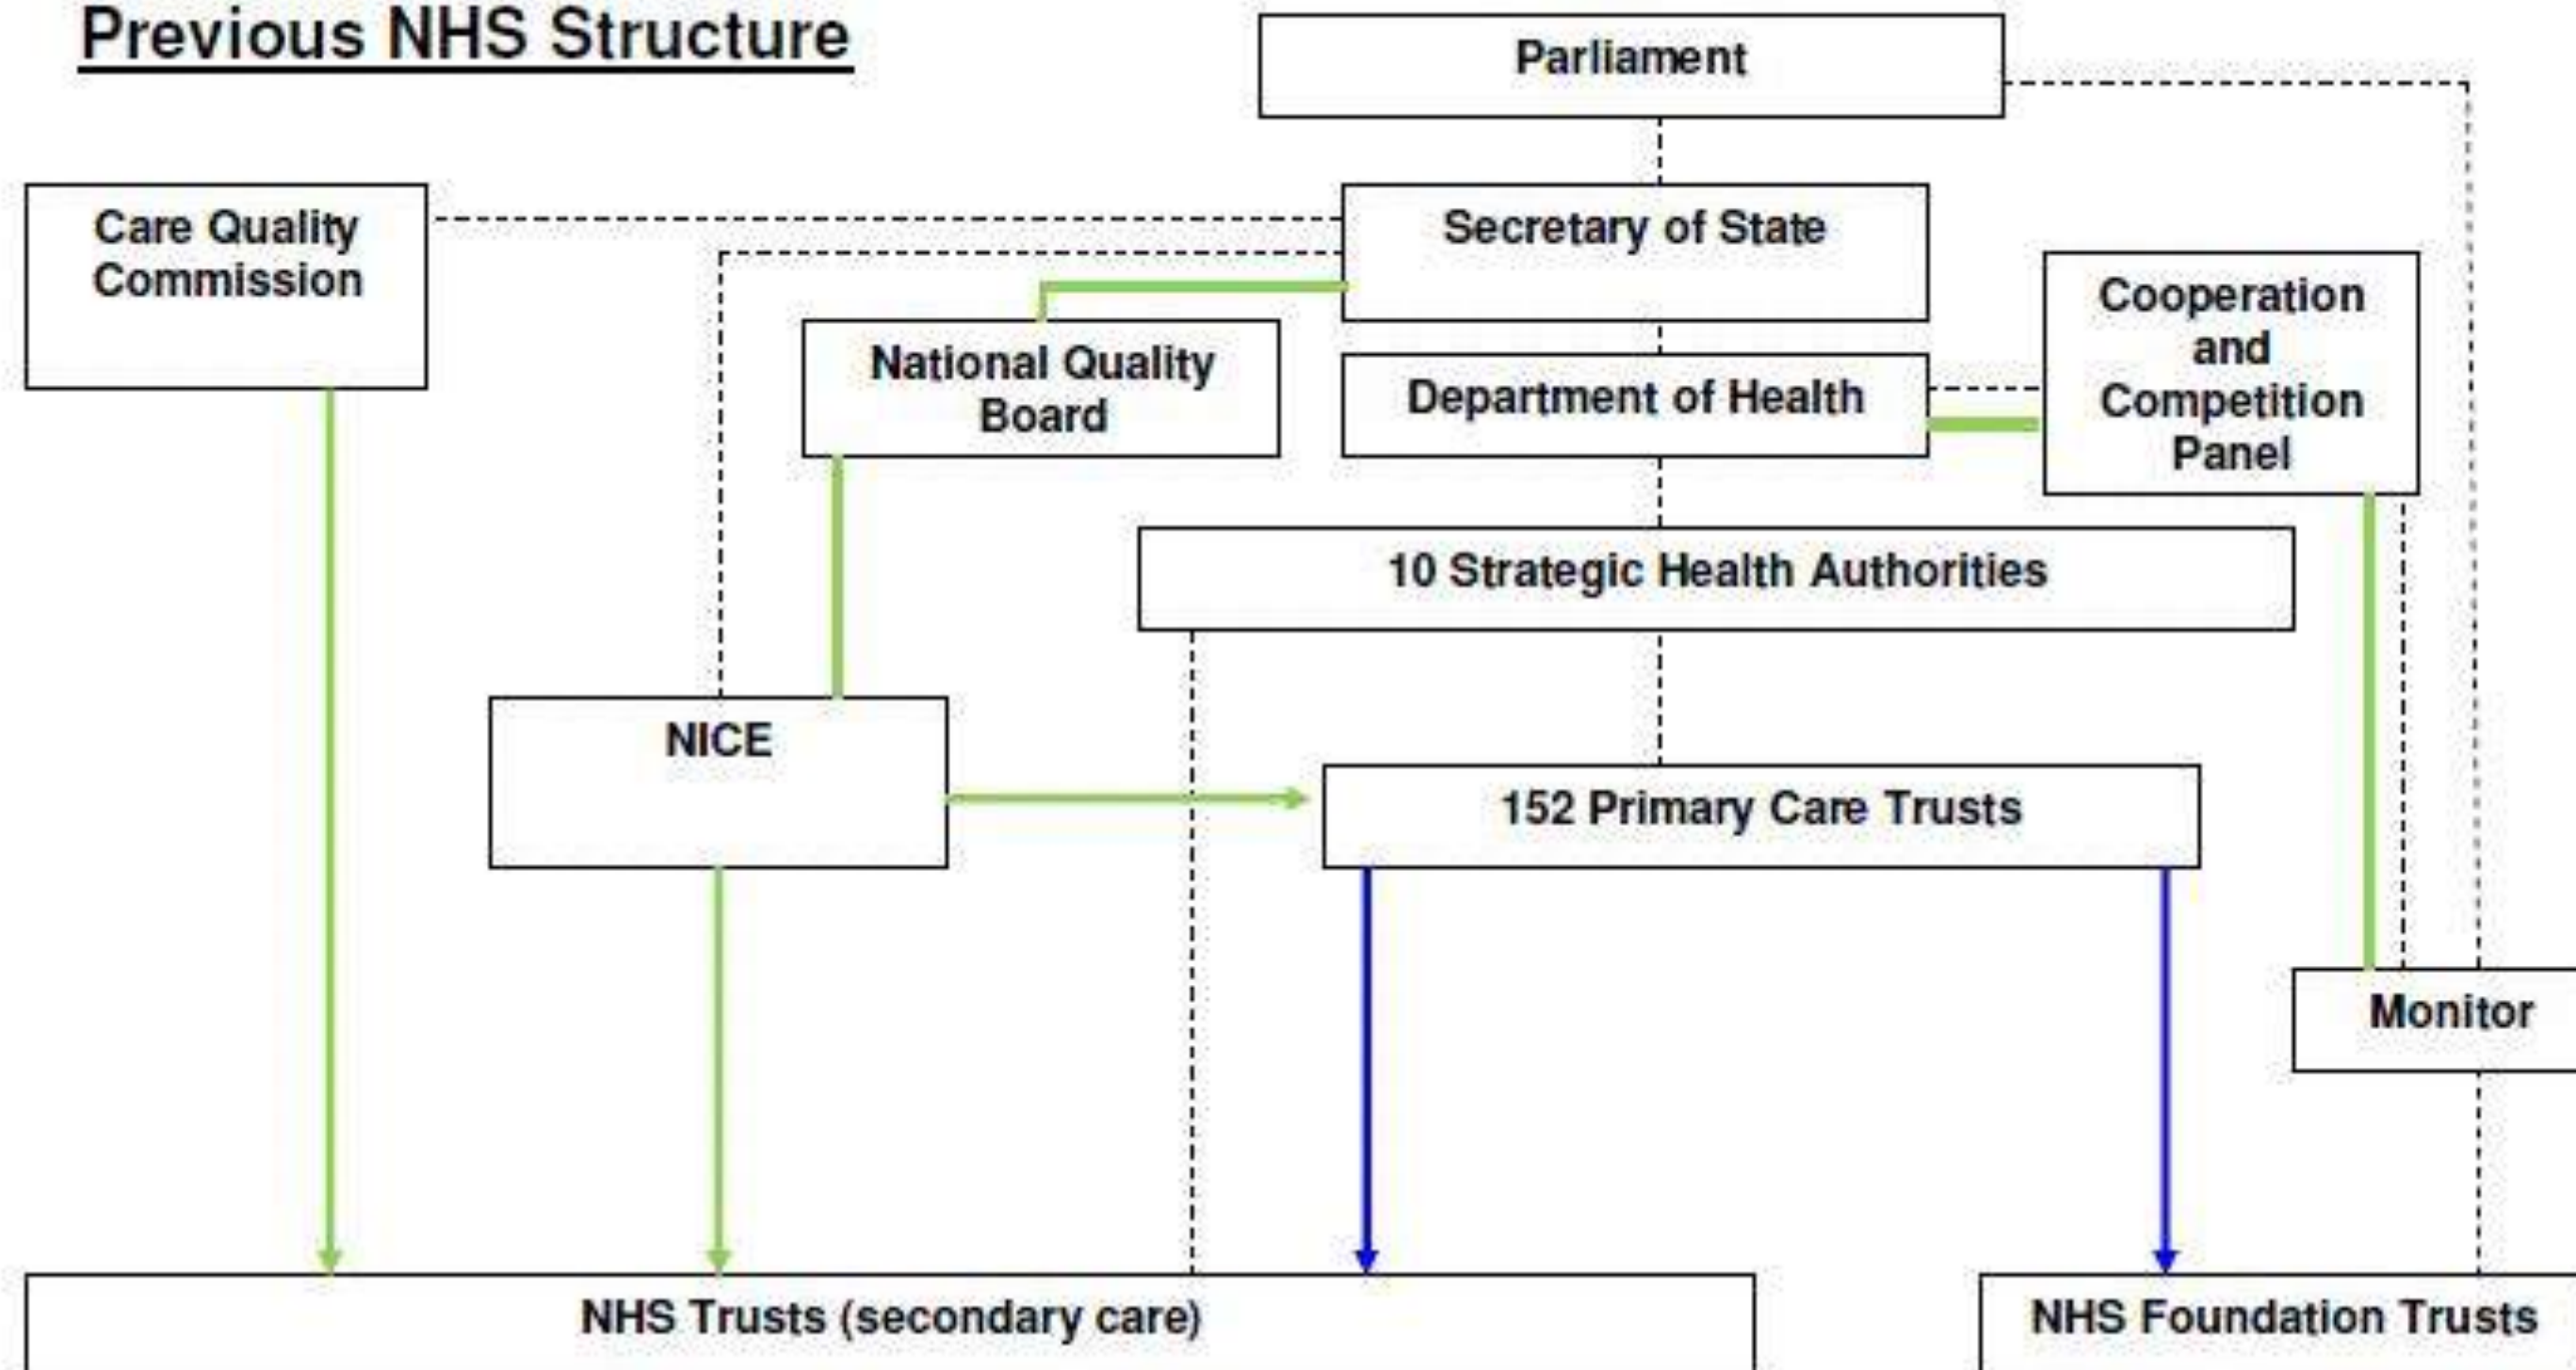 Previous NHS Structure
Parliament
Care Quality
Commission
Secretary of State
Cooperation
and
Competition
Panel
National Quality
Board
Department of Health
10 Strategic Health Authorities
NICE
152 Primary Care Trusts
Monitor
NHS Trusts (secondary care)
NHS Foundation Trusts